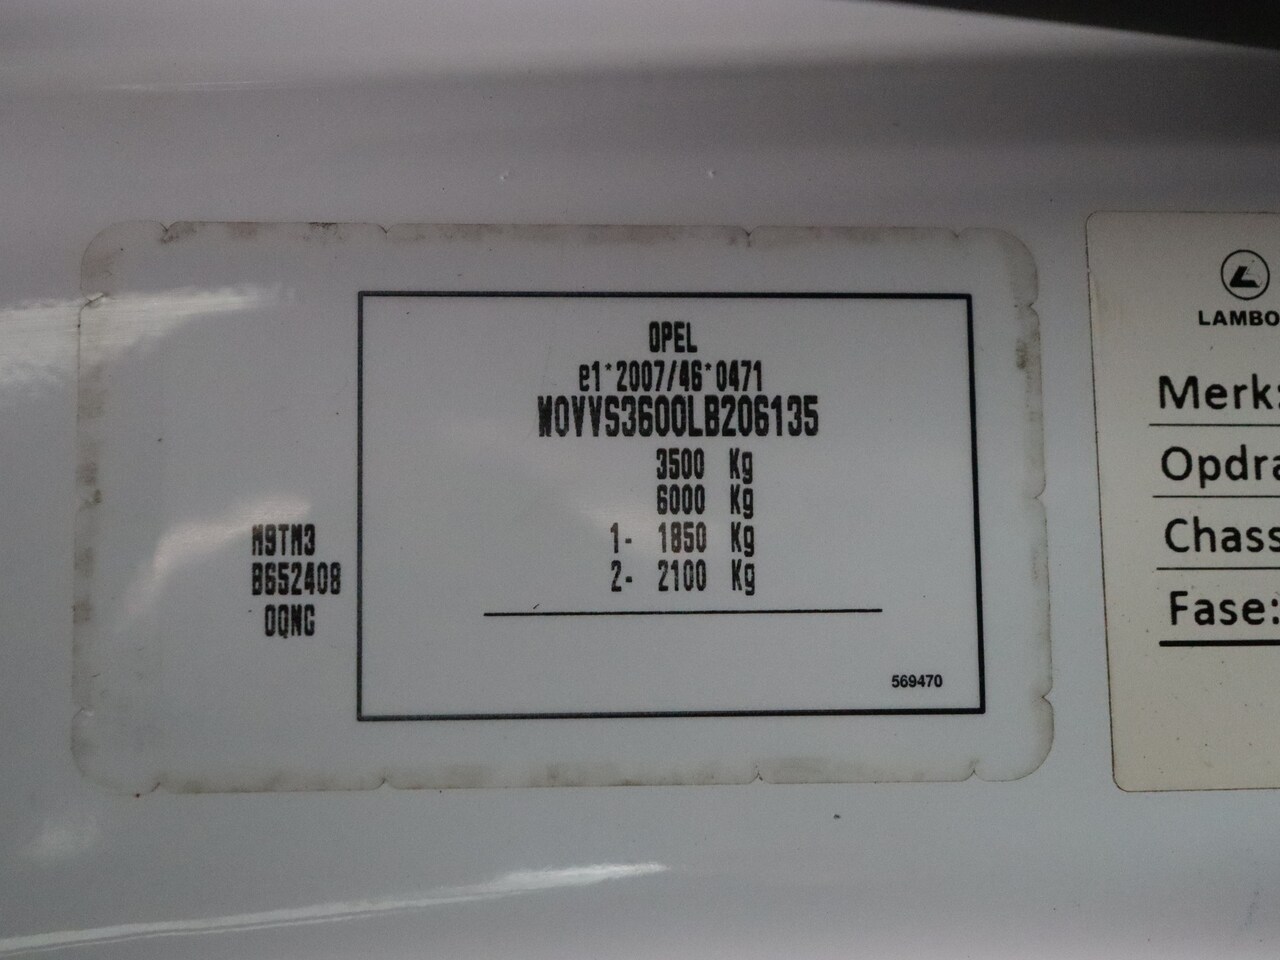 OPEL
e1*2007/46*0471
W0VVS3600LB206135
3500 Kg
6000 Kg
1- 1850 Kg
2- 2100 Kg
569470
M9TM3
B652408
0QNG
LAMBO
Merk:
Opdra
Chass
Fase: